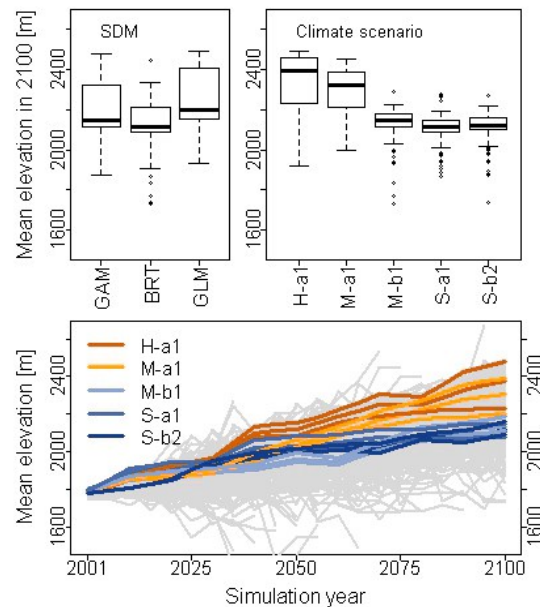 SDM
Climate scenario
Mean elevation in 2100 [m]
1600 2000 2400
1600 2000 2400
GAM BRT GLM
H-a1 M-a1 M-b1 S-a1 S-b2
H-a1
M-a1
M-b1
S-a1
S-b2
Mean elevation [m]
1600 2000 2400
1600 2000 2400
2001 2025 2050 2075 2100
Simulation year